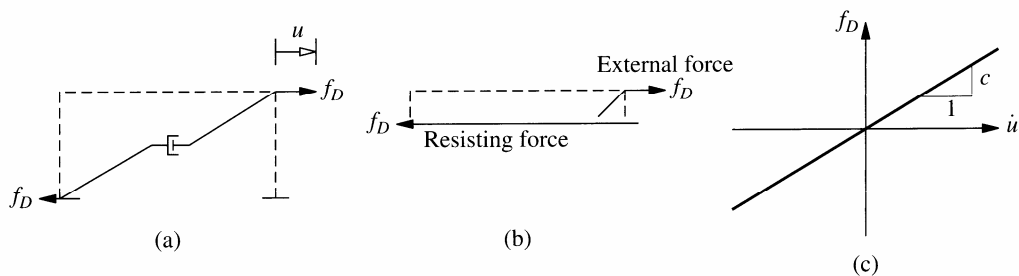 u
f_D
f_D
(a)
External force
f_D
f_D
Resisting force
(b)
f_D
c
1
u̇
(c)